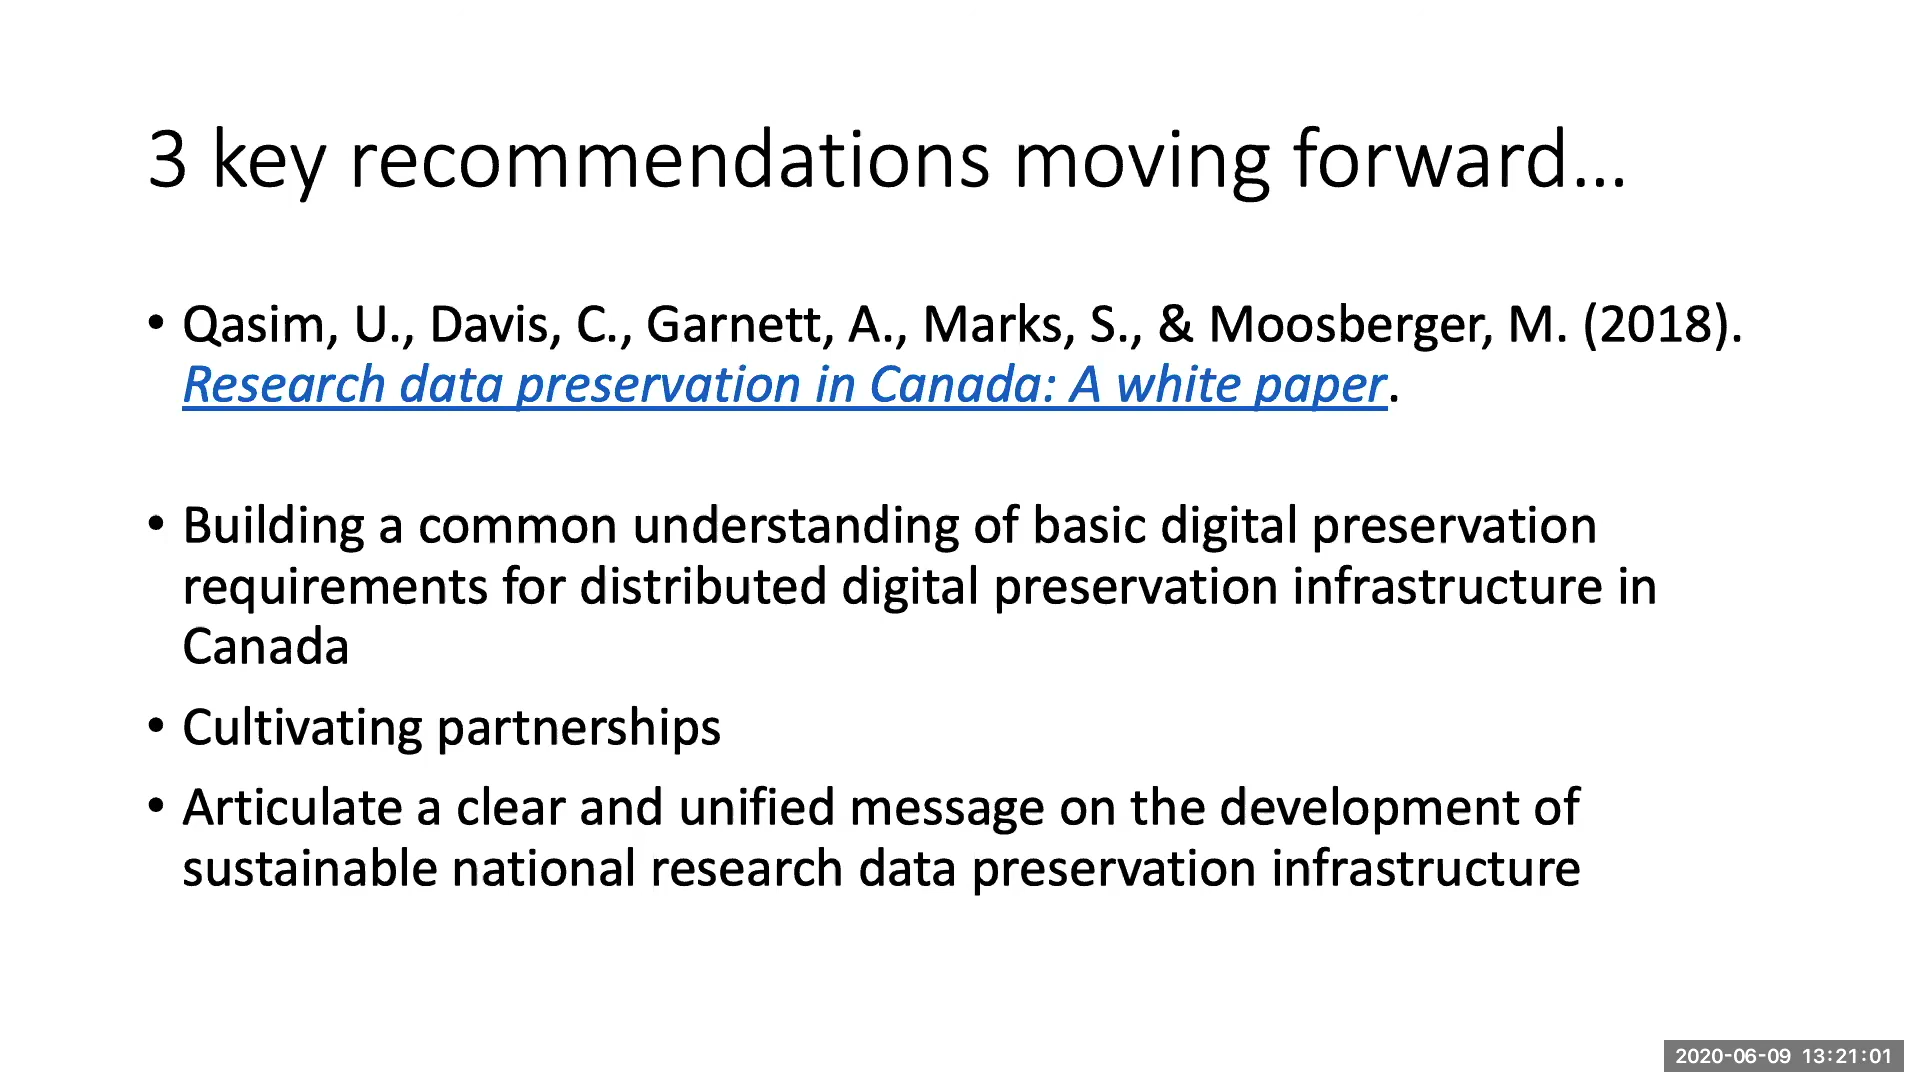 3 key recommendations moving forward...
• Qasim, U., Davis, C., Garnett, A., Marks, S., & Moosberger, M. (2018).
Research data preservation in Canada: A white paper.
• Building a common understanding of basic digital preservation
requirements for distributed digital preservation infrastructure in
Canada
• Cultivating partnerships
• Articulate a clear and unified message on the development of
sustainable national research data preservation infrastructure
2020-06-09 13:21:01